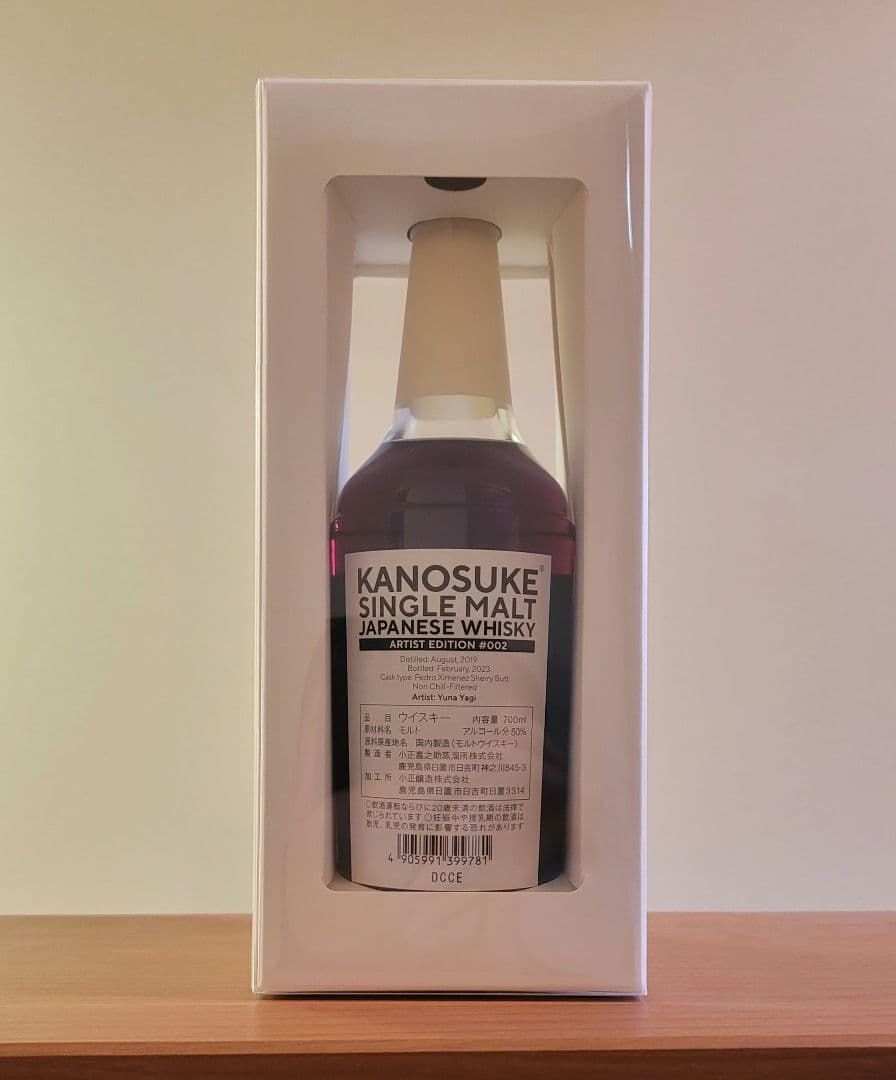 KANOSUKE®
SINGLE MALT
JAPANESE WHISKY
ARTIST EDITION #002
Distilled: August, 2019
Bottled: February, 2023
Cask type: Pedro Ximenez Sherry Butt
Non Chill-Filtered
Artist: Yuna Yagi
品 目 ウイスキー 内容量 700ml
原材料名 モルト アルコール分 50%
原料原産地名 国内製造(モルトウイスキー)
製 造 者 小正嘉之助蒸溜所株式会社
鹿児島県日置市日吉町神之川845-3
加 工 所 小正醸造株式会社
鹿児島県日置市日吉町日置3314
○飲酒運転ならびに20歳未満の飲酒は法律で
禁じられています ○妊娠中や授乳期の飲酒は
胎児、乳児の発育に影響する恐れがあります
4 905991 399781
DCCE